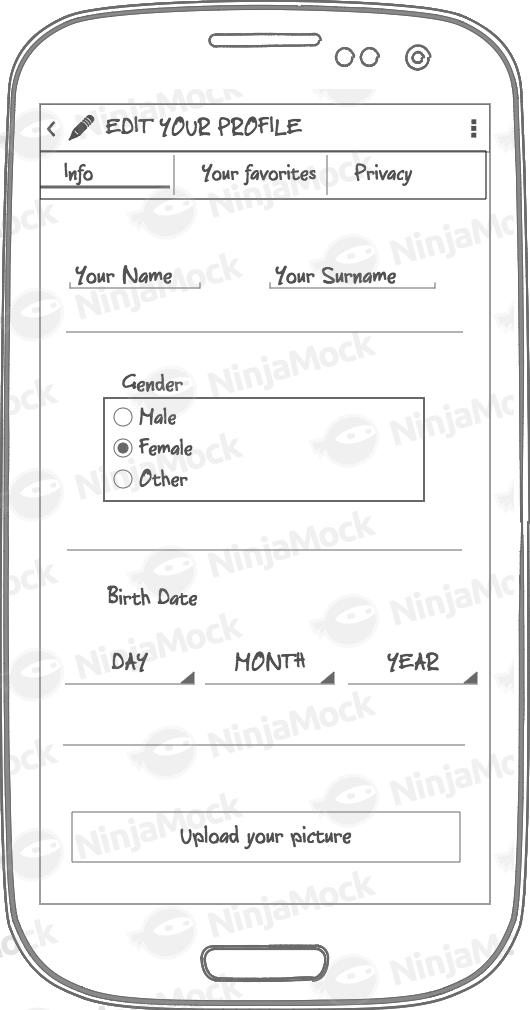 EDIT YOUR PROFILE
Info Your favorites Privacy
Your Name Your Surname
Gender
Male
Female
Other
Birth Date
DAY MONTH YEAR
Upload your picture
NinjaMock